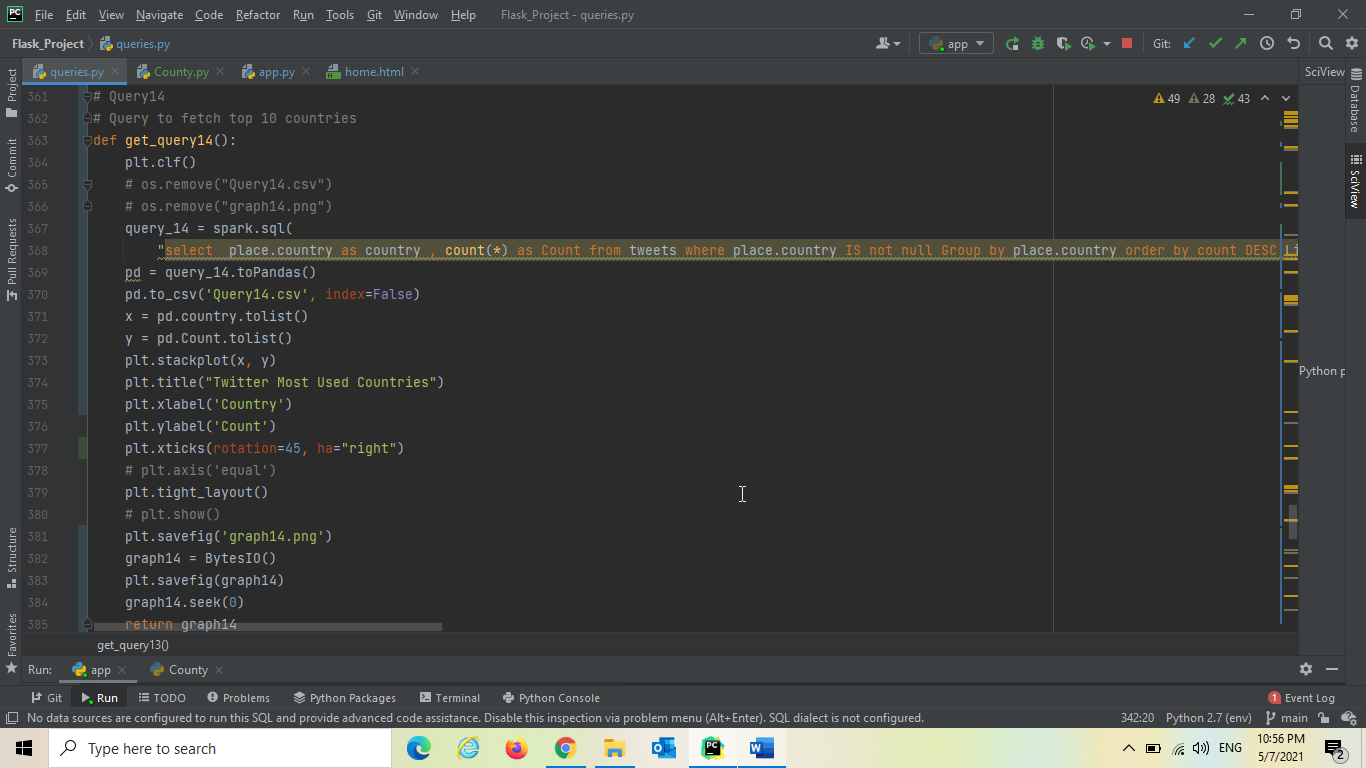 File Edit View Navigate Code Refactor Run Tools Git Window Help Flask_Project - queries.py
Flask_Project queries.py app Git:
queries.py County.py app.py home.html SciView
361 # Query14 49 28 43
362 # Query to fetch top 10 countries
363 def get_query14():
364 plt.clf()
365 # os.remove("Query14.csv")
366 # os.remove("graph14.png")
367 query_14 = spark.sql(
368 "select place.country as country , count(*) as Count from tweets where place.country IS not null Group by place.country order by count DESC Li
369 pd = query_14.toPandas()
370 pd.to_csv('Query14.csv', index=False)
371 x = pd.country.tolist()
372 y = pd.Count.tolist()
373 plt.stackplot(x, y)
374 plt.title("Twitter Most Used Countries")
375 plt.xlabel('Country')
376 plt.ylabel('Count')
377 plt.xticks(rotation=45, ha="right")
378 # plt.axis('equal')
379 plt.tight_layout()
380 # plt.show()
381 plt.savefig('graph14.png')
382 graph14 = BytesIO()
383 plt.savefig(graph14)
384 graph14.seek(0)
385 return graph14
get_query13()
Project
Commit
Pull Requests
Structure
Favorites
Database
SciView
Python p
Run: app County
Git Run TODO Problems Python Packages Terminal Python Console 1 Event Log
No data sources are configured to run this SQL and provide advanced code assistance. Disable this inspection via problem menu (Alt+Enter). SQL dialect is not configured. 342:20 Python 2.7 (env) main
Type here to search ENG 10:56 PM
5/7/2021 2